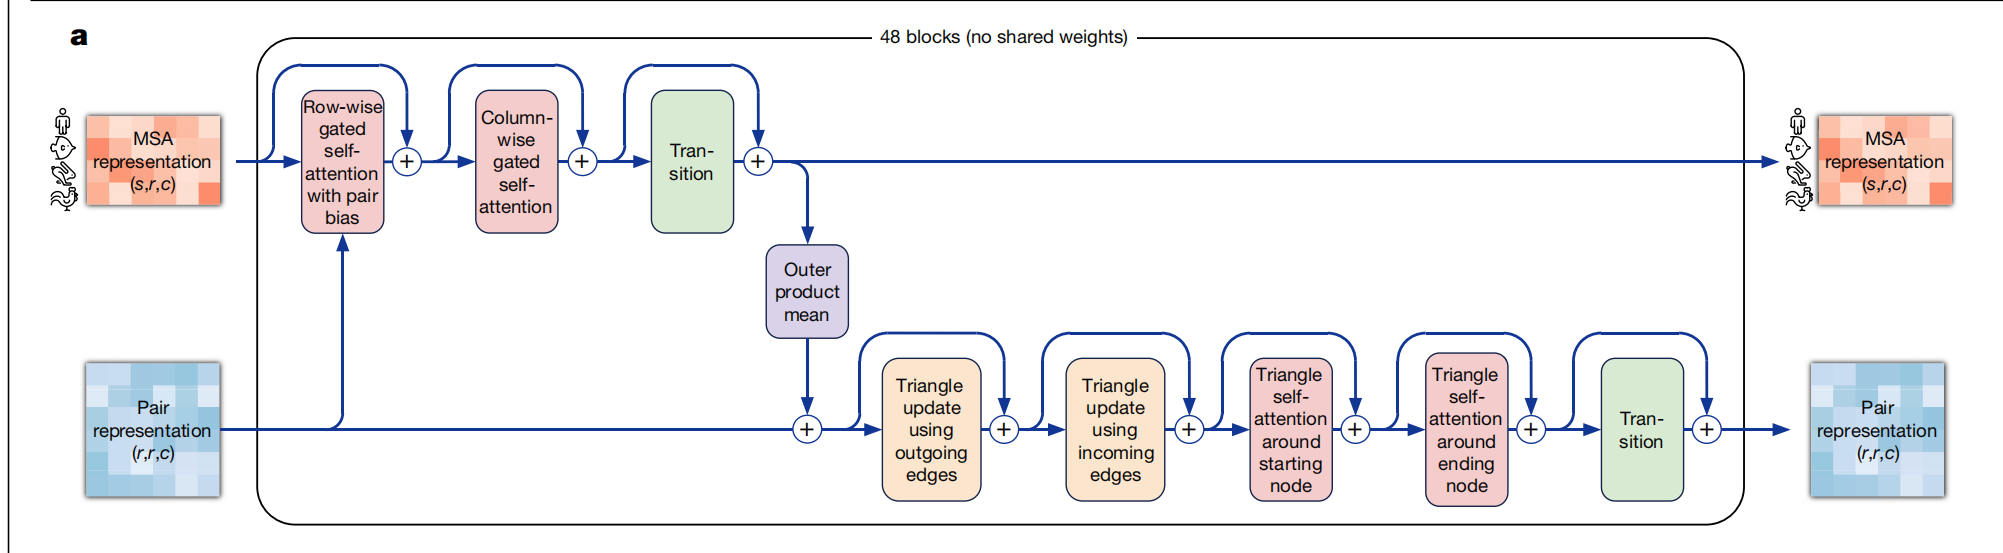 a
48 blocks (no shared weights)
MSA
representation
(s,r,c)
Row-wise
gated
self-
attention
with pair
bias
+
Column-
wise
gated
self-
attention
+
Tran-
sition
+
MSA
representation
(s,r,c)
Outer
product
mean
Pair
representation
(r,r,c)
+
Triangle
update
using
outgoing
edges
+
Triangle
update
using
incoming
edges
+
Triangle
self-
attention
around
starting
node
+
Triangle
self-
attention
around
ending
node
+
Tran-
sition
+
Pair
representation
(r,r,c)